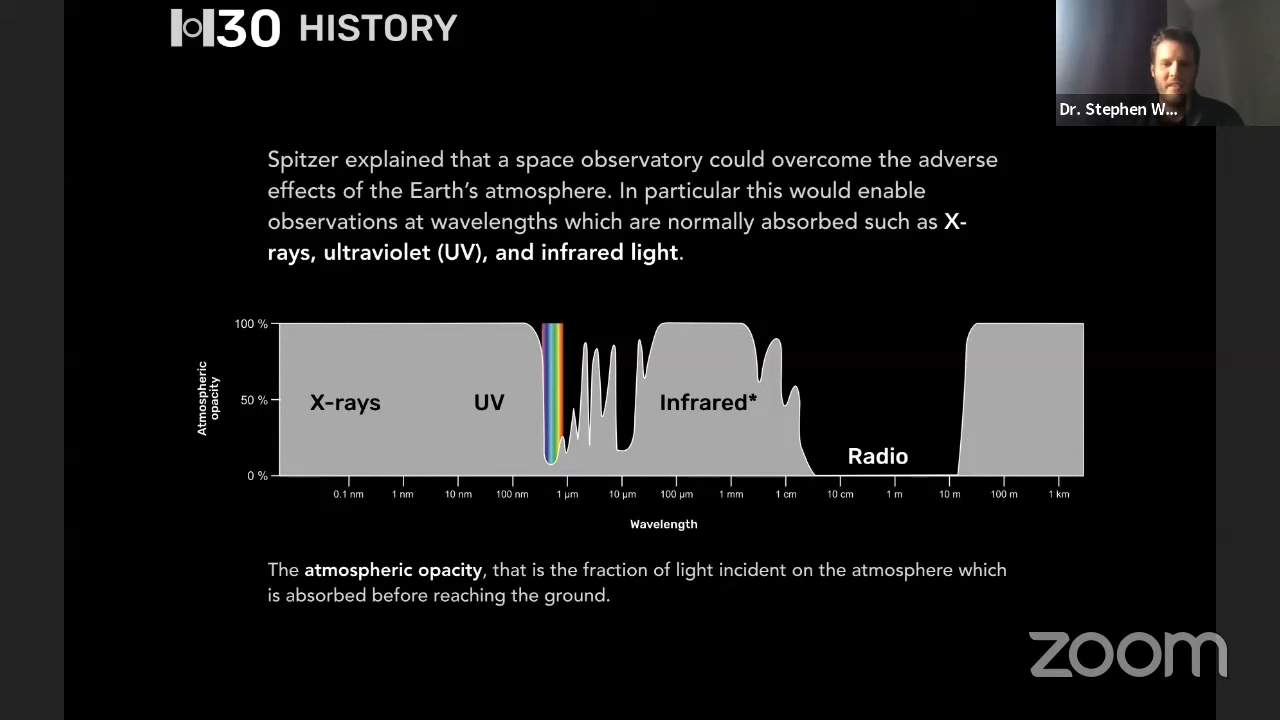 H30 HISTORY
Dr. Stephen W...
Spitzer explained that a space observatory could overcome the adverse
effects of the Earth's atmosphere. In particular this would enable
observations at wavelengths which are normally absorbed such as X-
rays, ultraviolet (UV), and infrared light.
100 %
50 %
0 %
Atmospheric
opacity
X-rays
UV
Infrared*
Radio
0.1 nm
1 nm
10 nm
100 nm
1 µm
10 µm
100 µm
1 mm
1 cm
10 cm
1 m
10 m
100 m
1 km
Wavelength
The atmospheric opacity, that is the fraction of light incident on the atmosphere which
is absorbed before reaching the ground.
zoom